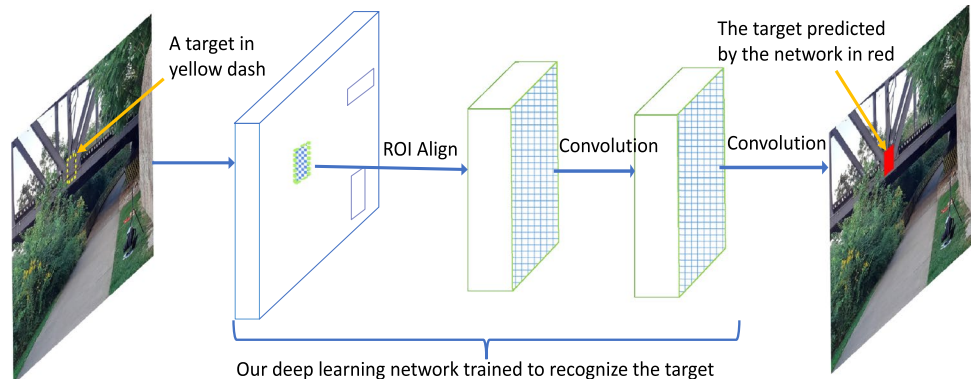 A target in
yellow dash
ROI Align
Convolution
Convolution
The target predicted
by the network in red
Our deep learning network trained to recognize the target